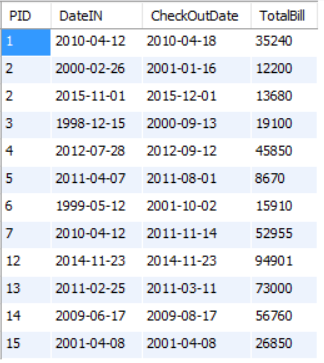 PID DateIN CheckOutDate TotalBill
1 2010-04-12 2010-04-18 35240
2 2000-02-26 2001-01-16 12200
2 2015-11-01 2015-12-01 13680
3 1998-12-15 2000-09-13 19100
4 2012-07-28 2012-09-12 45850
5 2011-04-07 2011-08-01 8670
6 1999-05-12 2001-10-02 15910
7 2010-04-12 2011-11-14 52955
12 2014-11-23 2014-11-23 94901
13 2011-02-25 2011-03-11 73000
14 2009-06-17 2009-08-17 56760
15 2001-04-08 2001-04-08 26850